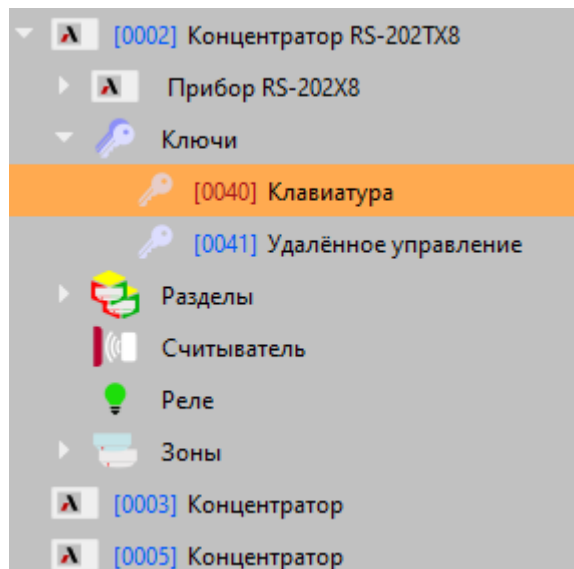 [0002] Концентратор RS-202TX8
Прибор RS-202X8
Ключи
[0040] Клавиатура
[0041] Удалённое управление
Разделы
Считыватель
Реле
Зоны
[0003] Концентратор
[0005] Концентратор